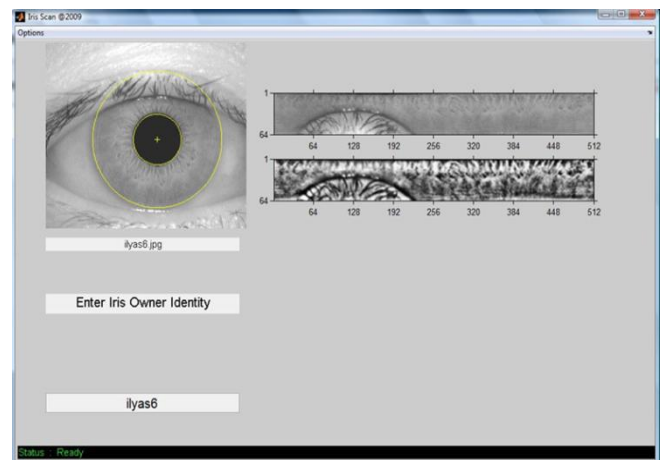 Iris Scan @2009
Options
1
64
64 128 192 256 320 384 448 512
1
64
64 128 192 256 320 384 448 512
ilyas6.jpg
Enter Iris Owner Identity
ilyas6
Status : Ready